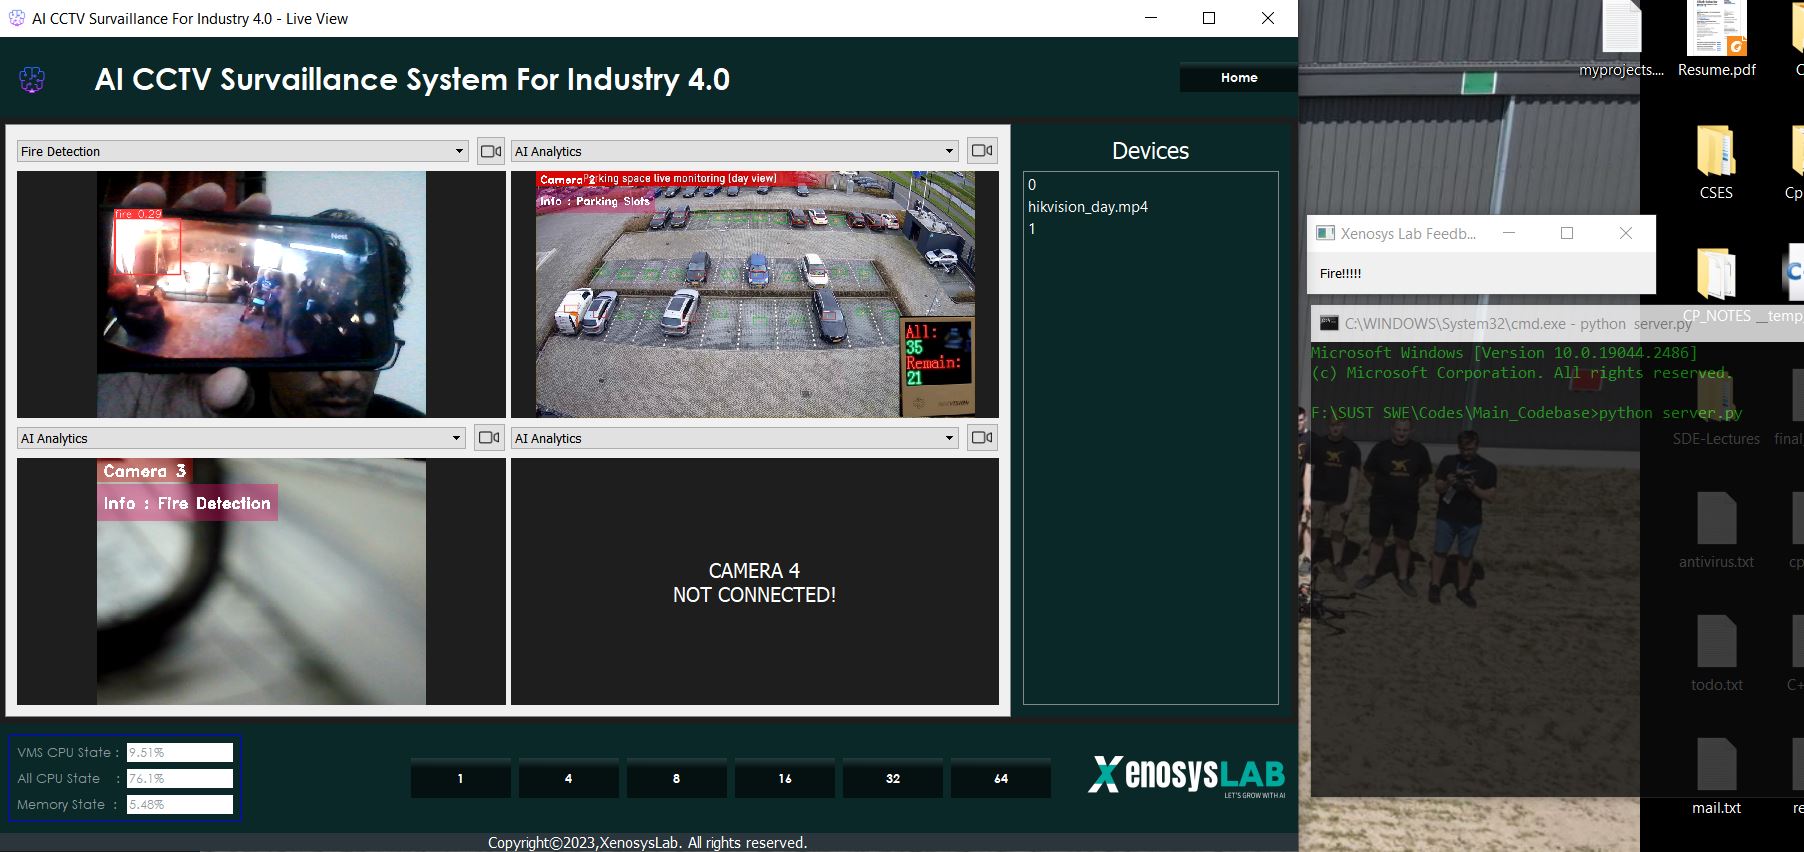 AI CCTV Survaillance For Industry 4.0 - Live View
AI CCTV Survaillance System For Industry 4.0
Home
Fire Detection
AI Analytics
fire 0.29
Nest
Camera 2
Parking space live monitoring (day view)
Info : Parking Slots
All:
35
Remain:
21
AI Analytics
AI Analytics
Camera 3
Info : Fire Detection
CAMERA 4
NOT CONNECTED!
Devices
0
hikvision_day.mp4
1
VMS CPU State :
9.51%
All CPU State :
76.1%
Memory State :
5.48%
1
4
8
16
32
64
XenosysLAB
LET'S GROW WITH AI
Copyright©2023,XenosysLab. All rights reserved.
myprojects....
Resume.pdf
CSES
Xenosys Lab Feedb...
Fire!!!!!
CP_NOTES
C:\WINDOWS\System32\cmd.exe - python server.py
Microsoft Windows [Version 10.0.19044.2486]
(c) Microsoft Corporation. All rights reserved.
F:\SUST SWE\Codes\Main_Codebase>python server.py
SDE-Lectures
final
antivirus.txt
todo.txt
mail.txt